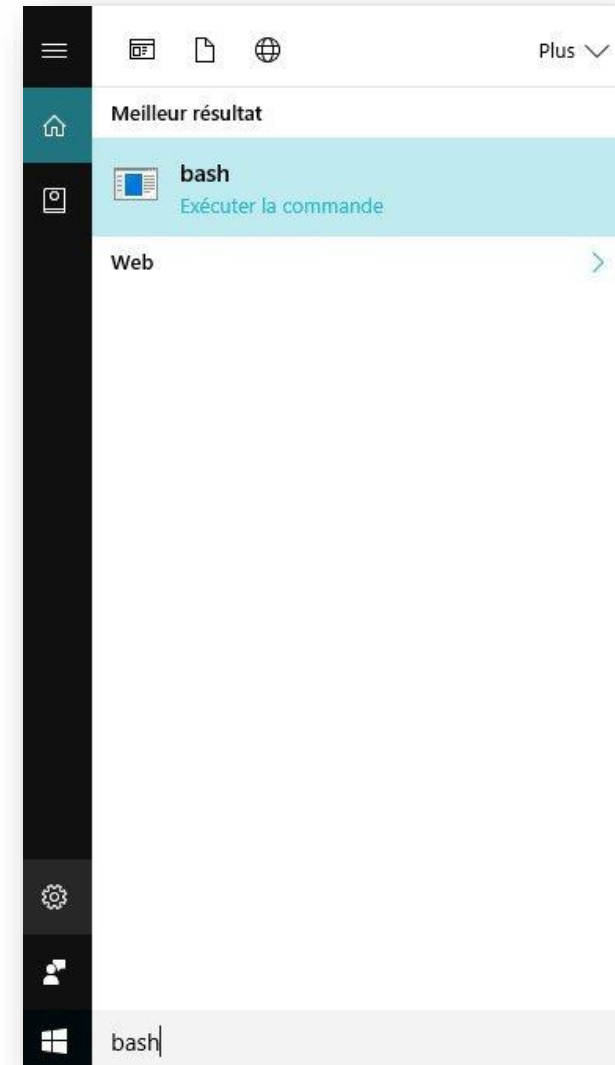 Plus
Meilleur résultat
bash
Exécuter la commande
Web
bash